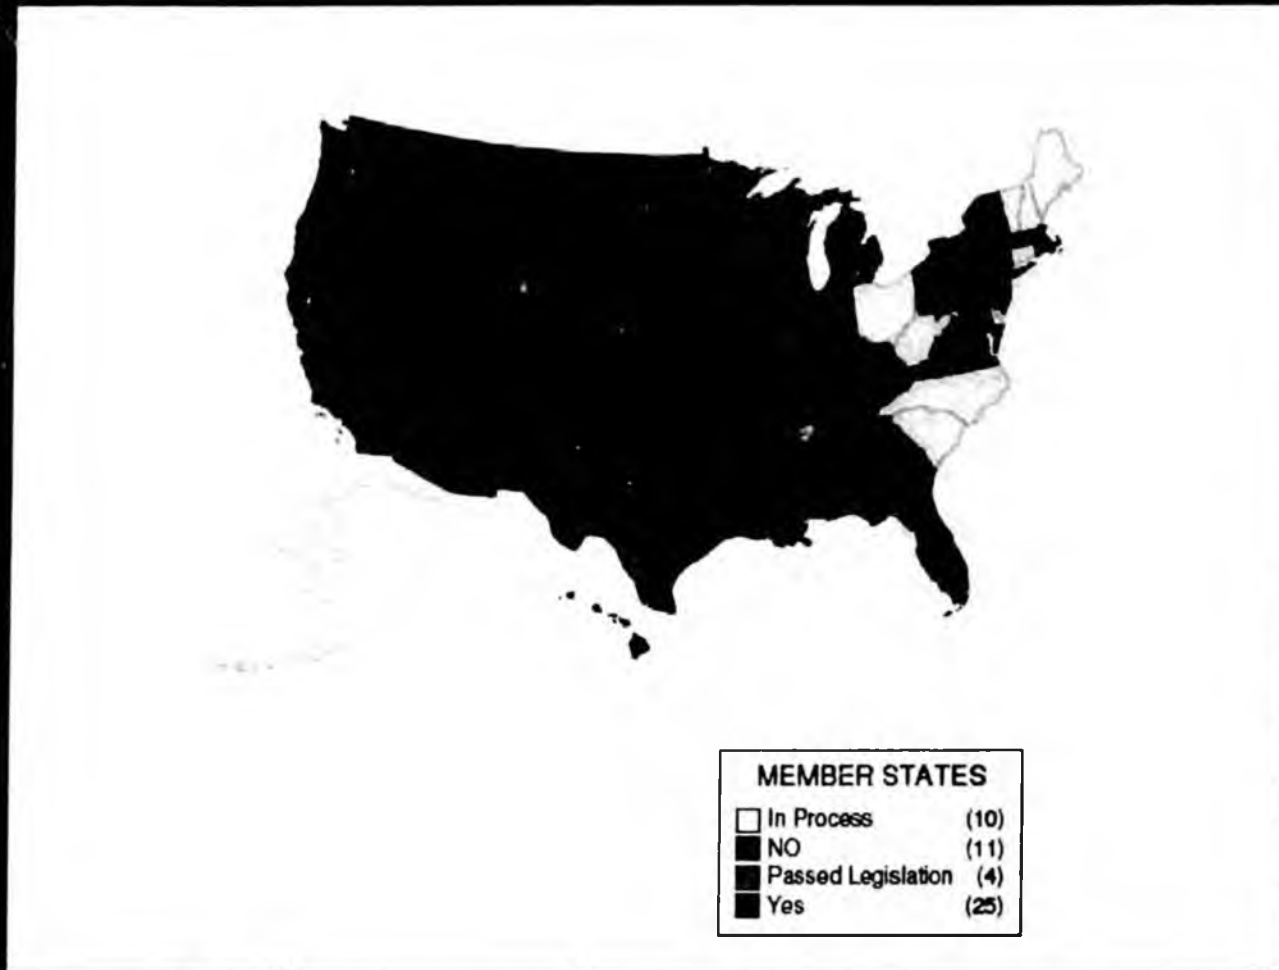 MEMBER STATES
In Process (10)
NO (11)
Passed Legislation (4)
Yes (25)